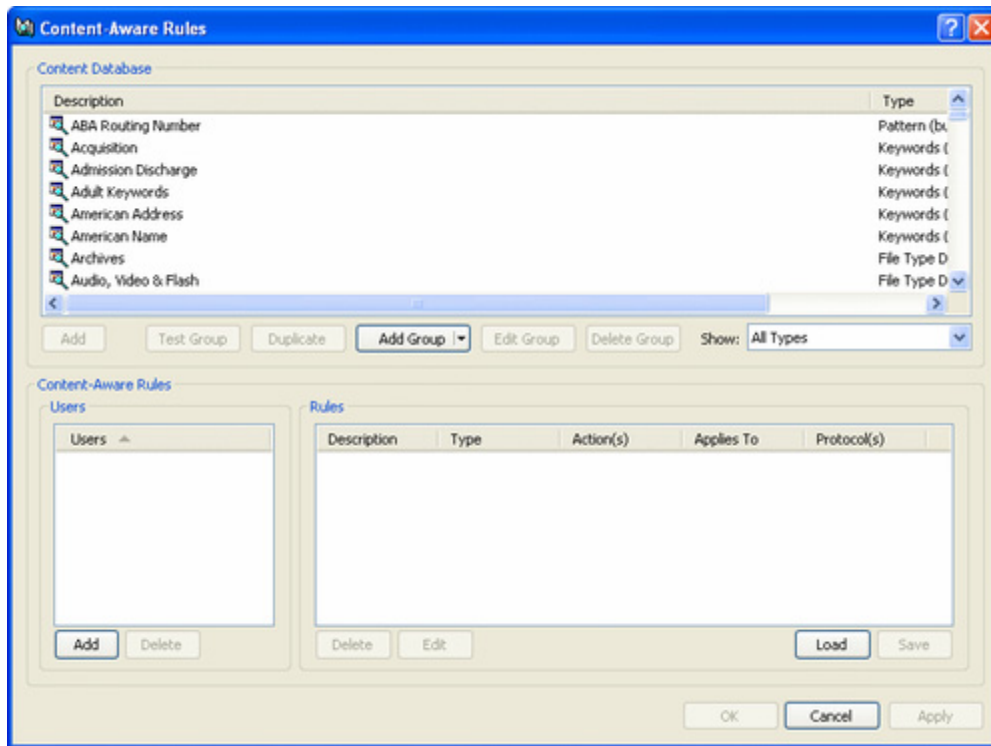 Content-Aware Rules
Content Database
Description Type
ABA Routing Number Pattern (bu
Acquisition Keywords (
Admission Discharge Keywords (
Adult Keywords Keywords (
American Address Keywords (
American Name Keywords (
Archives File Type D
Audio, Video & Flash File Type D
Add Test Group Duplicate Add Group Edit Group Delete Group Show: All Types
Content-Aware Rules
Users Rules
Users Description Type Action(s) Applies To Protocol(s)
Add Delete Delete Edit Load Save
OK Cancel Apply